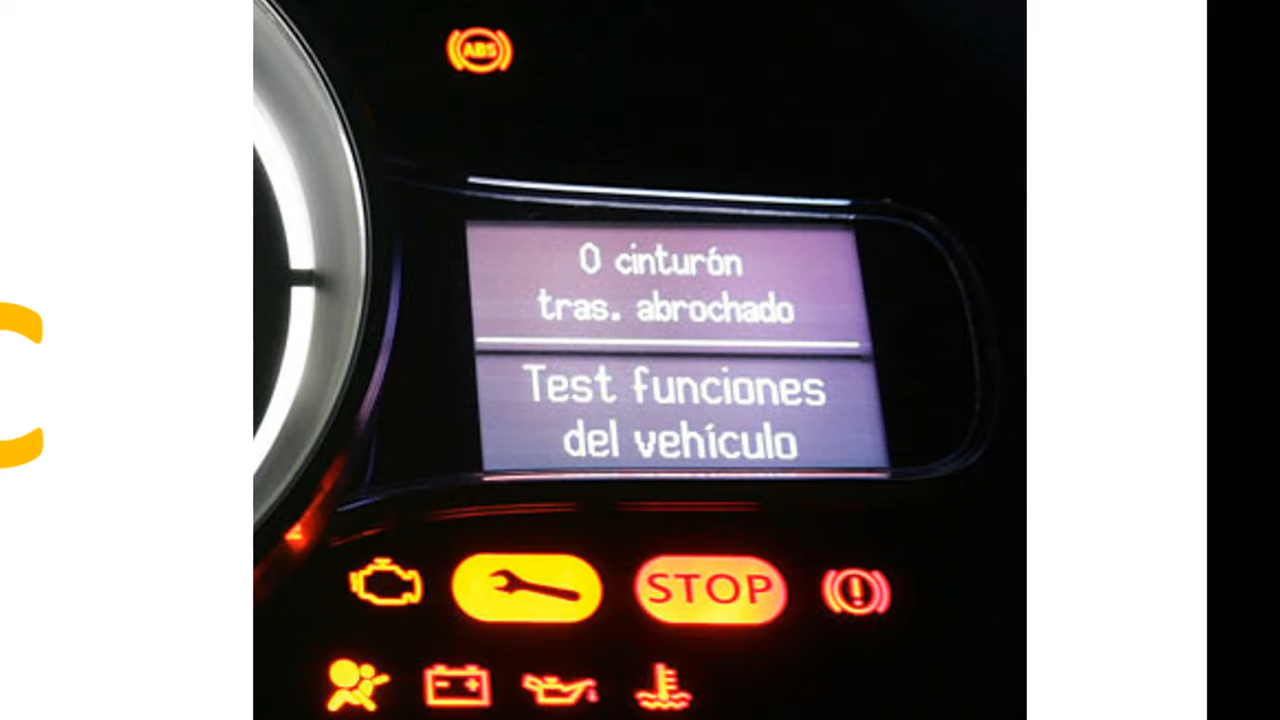 ABS
0 cinturón
tras. abrochado
Test funciones
del vehículo
STOP